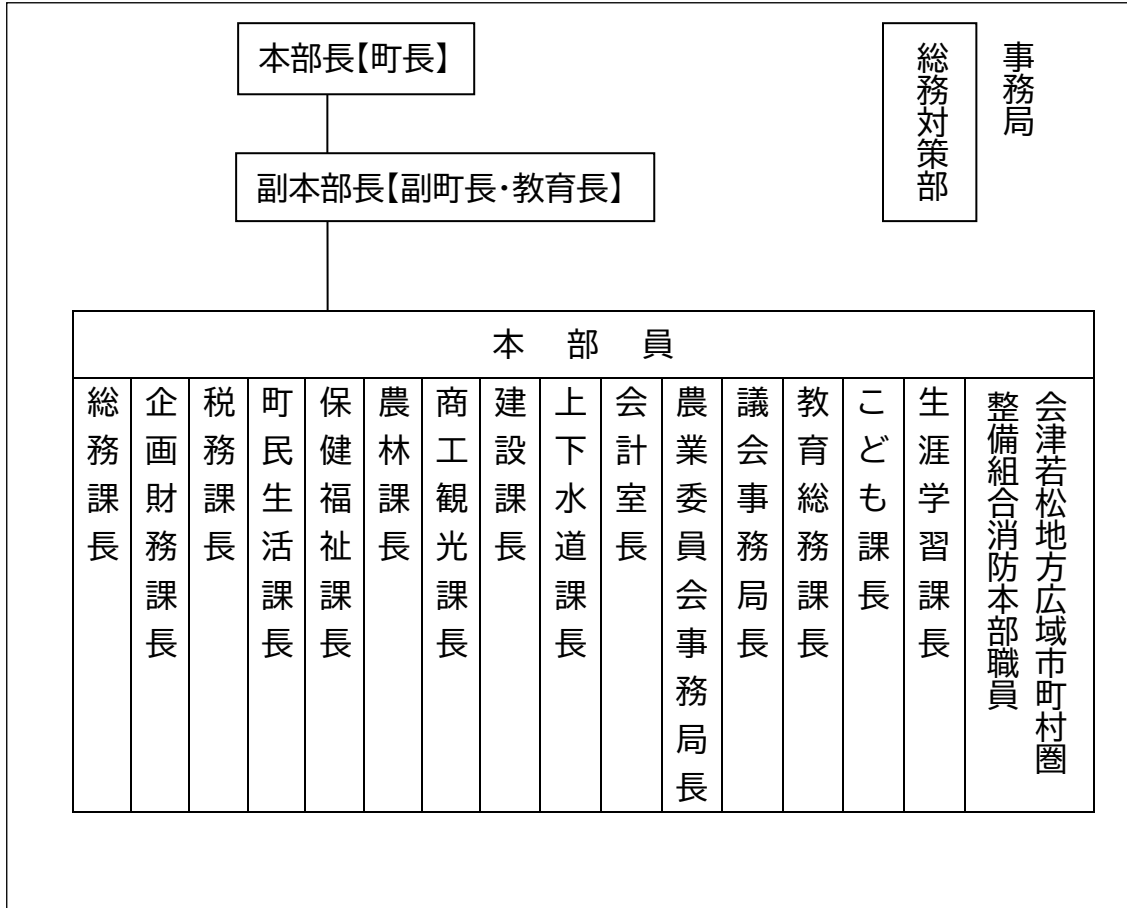 本部長【町長】
副本部長【副町長・教育長】
事務局
総務対策部
本部員
総務課長
企画財務課長
税務課長
町民生活課長
保健福祉課長
農林課長
商工観光課長
建設課長
上下水道課長
会計室長
農業委員会事務局長
議会事務局長
教育総務課長
こども課長
生涯学習課長
会津若松地方広域市町村圏
整備組合消防本部職員